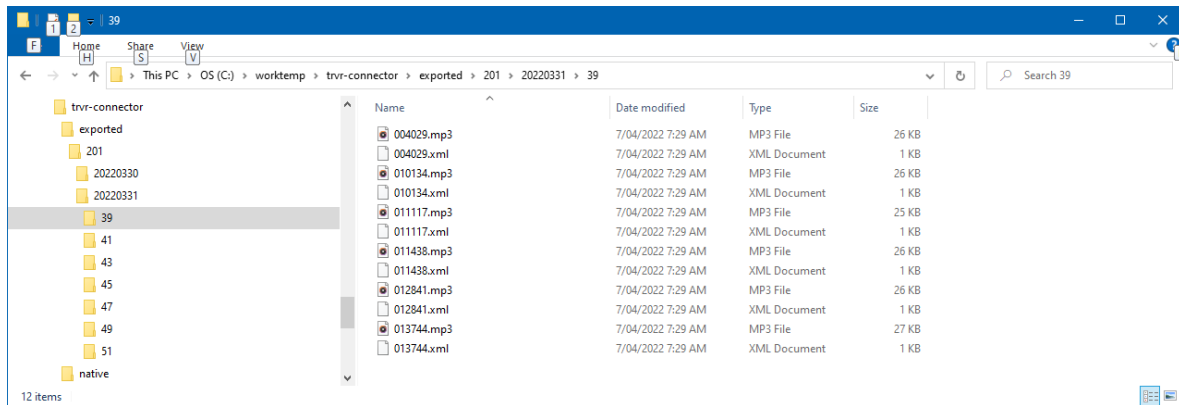 39
1 2
F Home Share View
H S V
This PC > OS (C:) > worktemp > trvr-connector > exported > 201 > 20220331 > 39
Search 39
trvr-connector
exported
201
20220330
20220331
39
41
43
45
47
49
51
native
Name Date modified Type Size
004029.mp3 7/04/2022 7:29 AM MP3 File 26 KB
004029.xml 7/04/2022 7:29 AM XML Document 1 KB
010134.mp3 7/04/2022 7:29 AM MP3 File 26 KB
010134.xml 7/04/2022 7:29 AM XML Document 1 KB
011117.mp3 7/04/2022 7:29 AM MP3 File 25 KB
011117.xml 7/04/2022 7:29 AM XML Document 1 KB
011438.mp3 7/04/2022 7:29 AM MP3 File 26 KB
011438.xml 7/04/2022 7:29 AM XML Document 1 KB
012841.mp3 7/04/2022 7:29 AM MP3 File 26 KB
012841.xml 7/04/2022 7:29 AM XML Document 1 KB
013744.mp3 7/04/2022 7:29 AM MP3 File 27 KB
013744.xml 7/04/2022 7:29 AM XML Document 1 KB
12 items